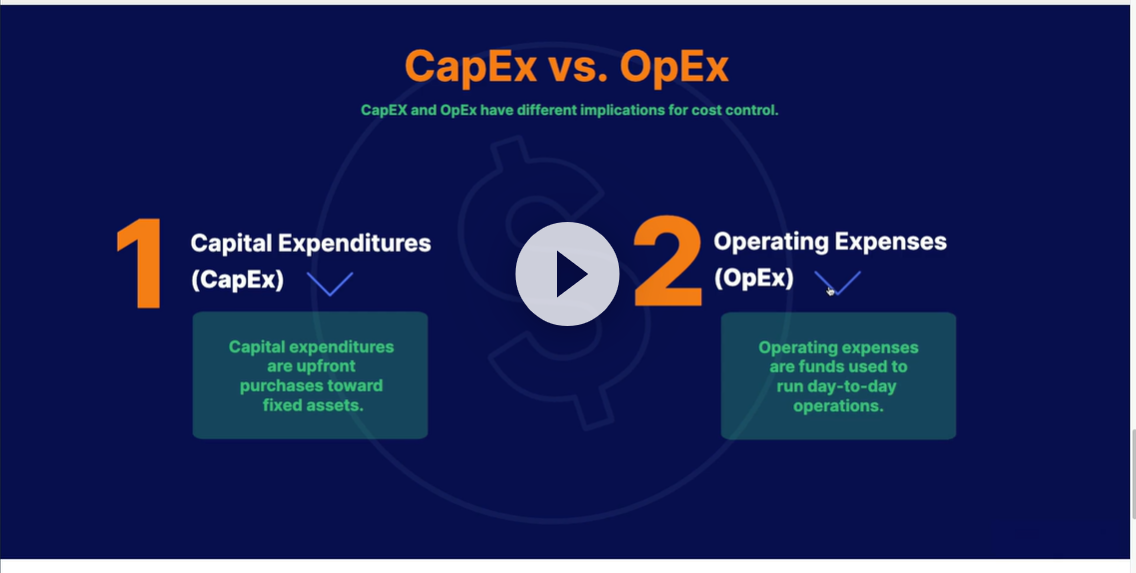 CapEx vs. OpEx
CapEX and OpEx have different implications for cost control.
1
Capital Expenditures
(CapEx)
Capital expenditures
are upfront
purchases toward
fixed assets.
2
Operating Expenses
(OpEx)
Operating expenses
are funds used to
run day-to-day
operations.